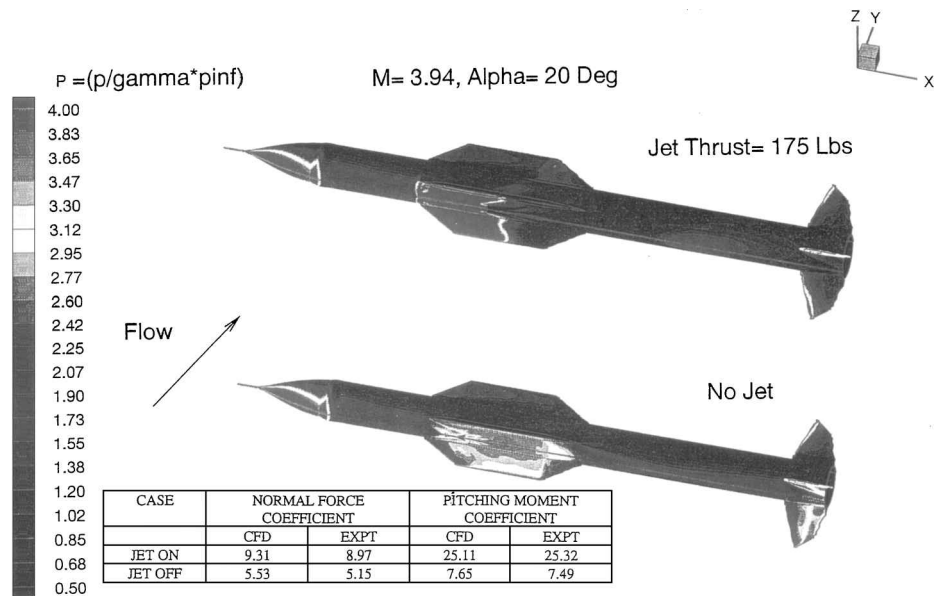 Z Y
X
P =(p/gamma*pinf)
M= 3.94, Alpha= 20 Deg
Jet Thrust= 175 Lbs
4.00
3.83
3.65
3.47
3.30
3.12
2.95
2.77
2.60
2.42
2.25
2.07
1.90
1.73
1.55
1.38
1.20
1.02
0.85
0.68
0.50
Flow
No Jet
CASE NORMAL FORCE COEFFICIENT PITCHING MOMENT COEFFICIENT
CFD EXPT CFD EXPT
JET ON 9.31 8.97 25.11 25.32
JET OFF 5.53 5.15 7.65 7.49